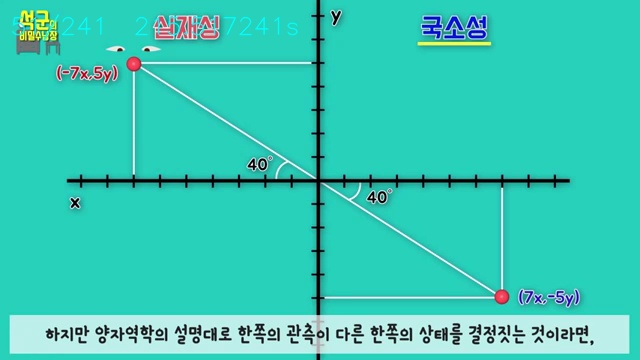 석군의
비밀수납장
실재성
국소성
y
(-7x,5y)
40°
40°
x
(7x,-5y)
하지만 양자역학의 설명대로 한쪽의 관측이 다른 한쪽의 상태를 결정짓는 것이라면,